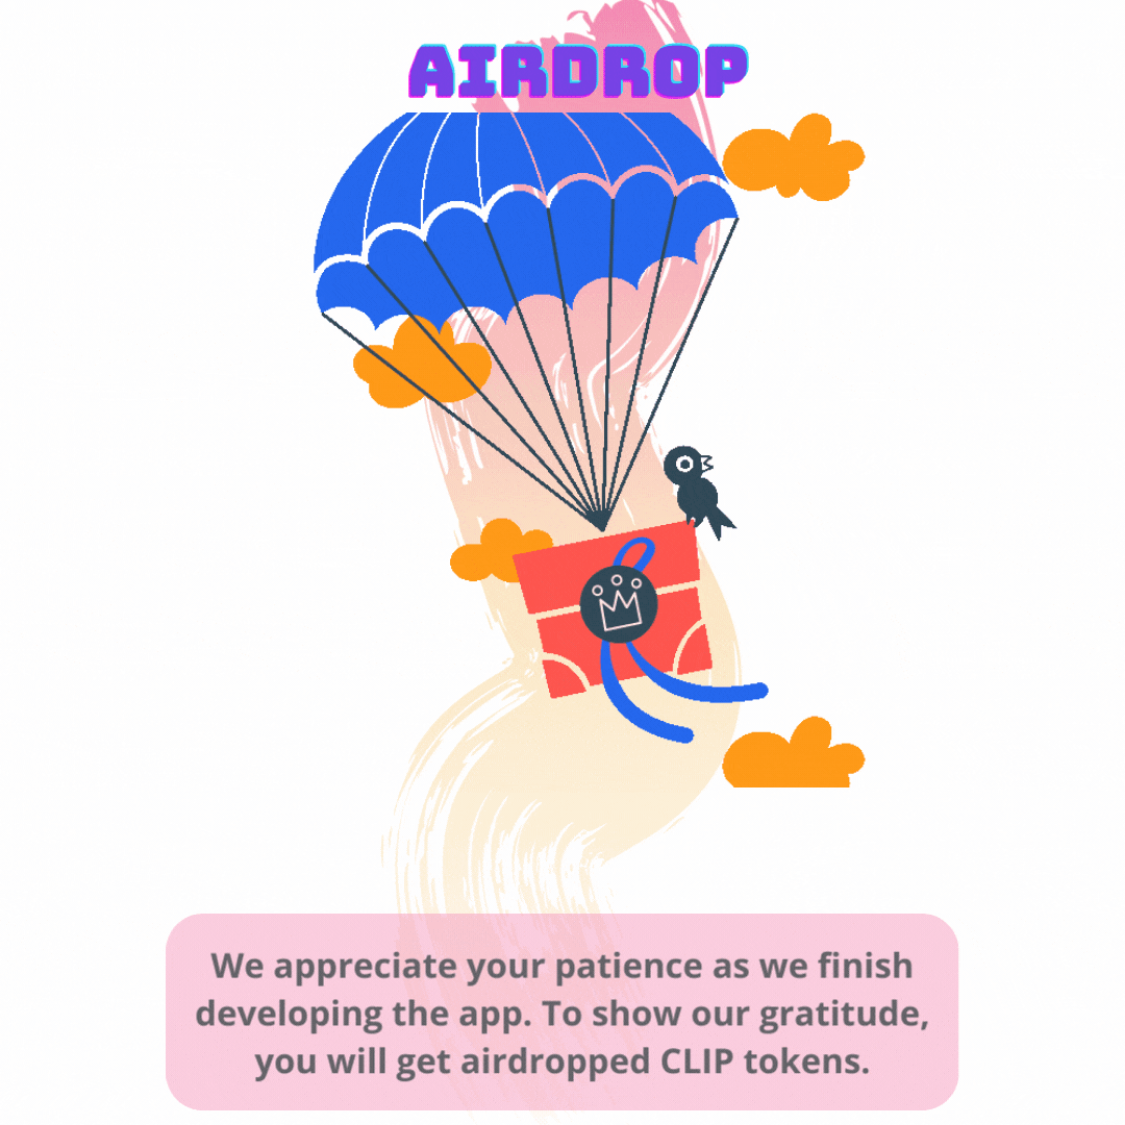 AIRDROP
We appreciate your patience as we finish
developing the app. To show our gratitude,
you will get airdropped CLIP tokens.